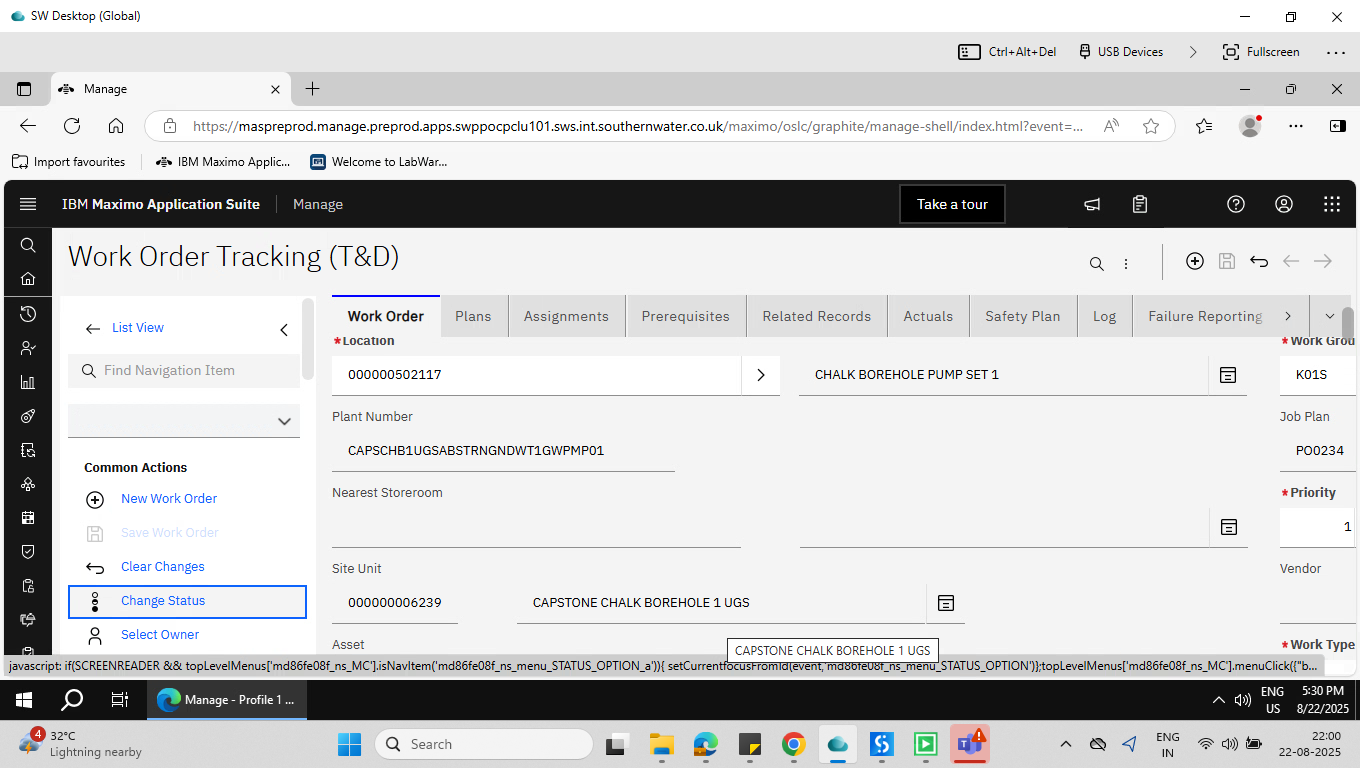 SW Desktop (Global)
Ctrl+Alt+Del
USB Devices
Fullscreen
Manage
https://maspreprod.manage.preprod.apps.swppocpclu101.sws.int.southernwater.co.uk/maximo/oslc/graphite/manage-shell/index.html?event=...
Import favourites
IBM Maximo Applic...
Welcome to LabWar...
IBM Maximo Application Suite
Manage
Take a tour
Work Order Tracking (T&D)
List View
Find Navigation Item
Common Actions
New Work Order
Save Work Order
Clear Changes
Change Status
Select Owner
Work Order
Plans
Assignments
Prerequisites
Related Records
Actuals
Safety Plan
Log
Failure Reporting
*Location
000000502117
CHALK BOREHOLE PUMP SET 1
Plant Number
CAPSCHB1UGSABSTRNGNDWT1GWPMP01
Nearest Storeroom
Site Unit
000000006239
CAPSTONE CHALK BOREHOLE 1 UGS
Asset
CAPSTONE CHALK BOREHOLE 1 UGS
*Work Grou
K01S
Job Plan
PO0234
*Priority
1
Vendor
*Work Type
javascript: if(SCREENREADER && topLevelMenus['md86fe08f_ns_MC'].isNavItem('md86fe08f_ns_menu_STATUS_OPTION_a')){ setCurrentfocusFromId(event,'md86fe08f_ns_menu_STATUS_OPTION')};topLevelMenus['md86fe08f_ns_MC'].menuClick({"b...
Manage - Profile 1 ...
ENG
US
5:30 PM
8/22/2025
4
32°C
Lightning nearby
Search
ENG
IN
22:00
22-08-2025